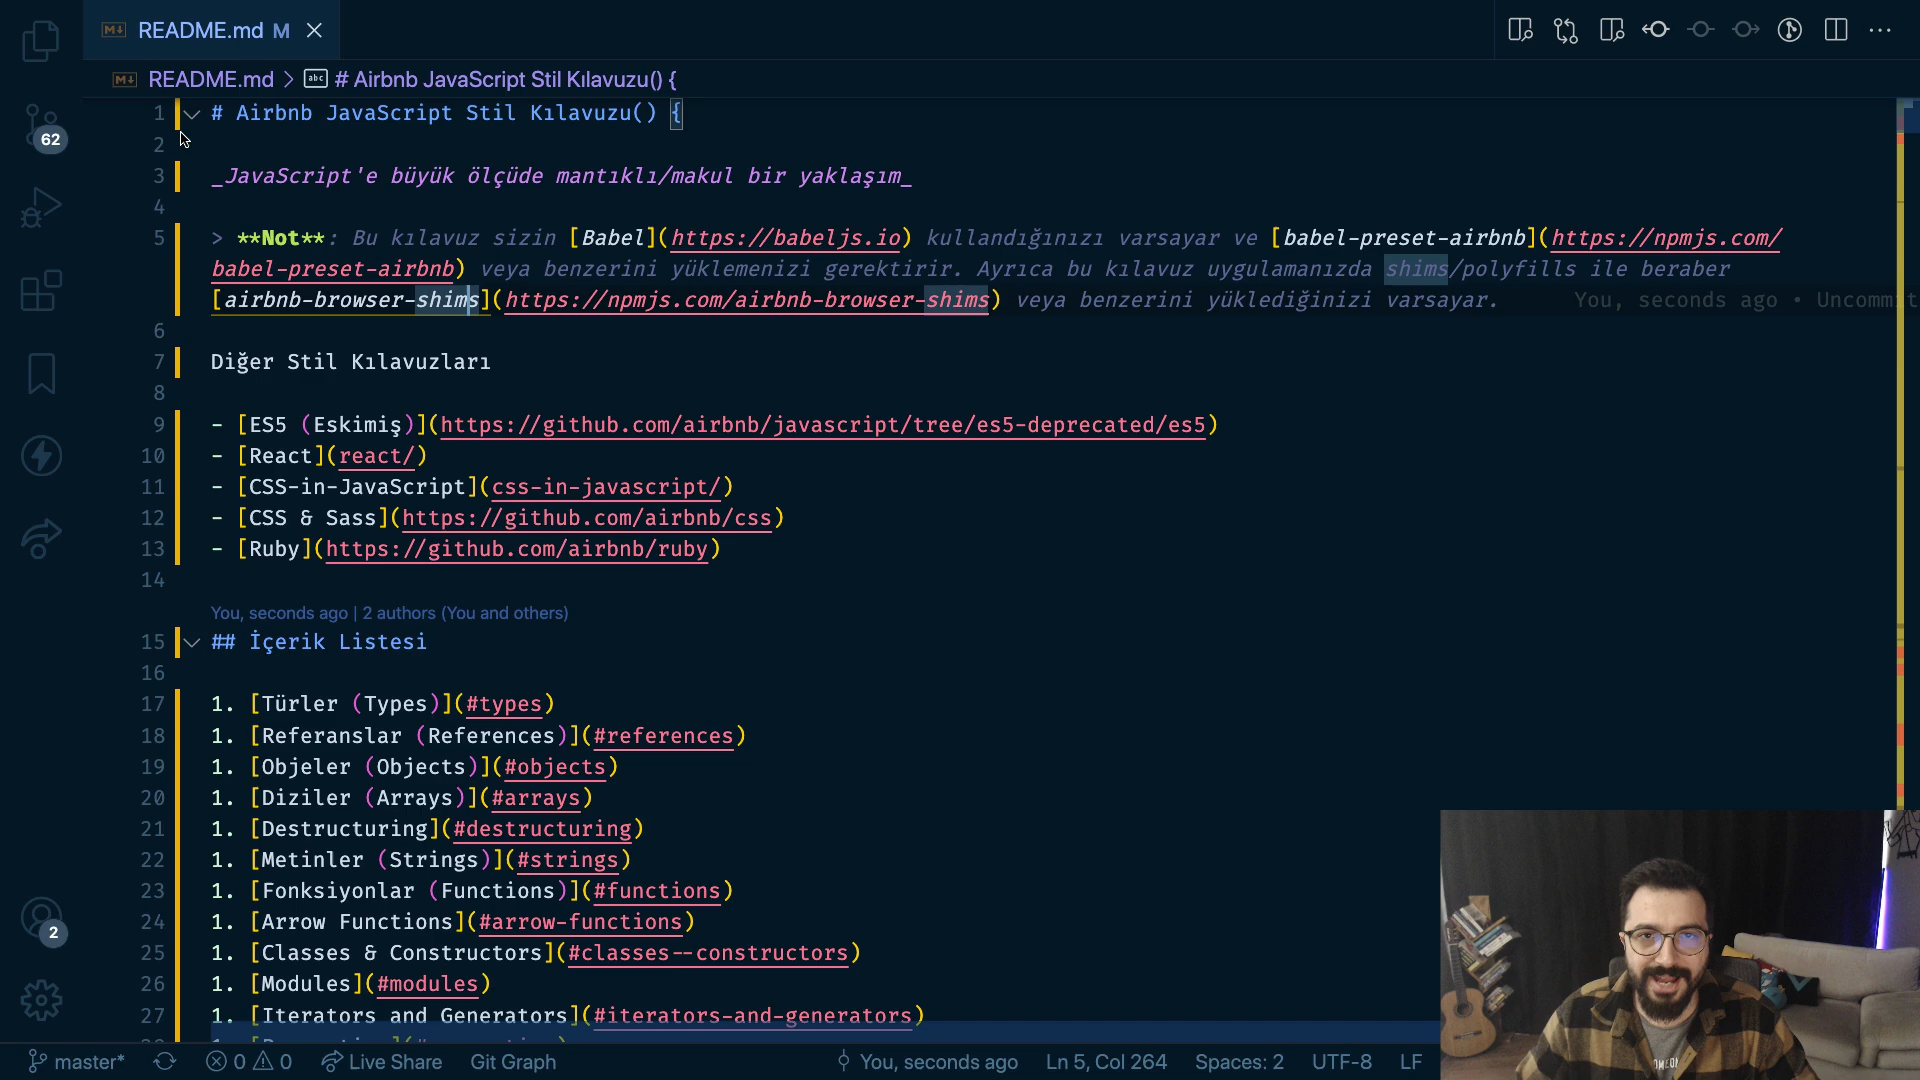 README.md M
README.md > # Airbnb JavaScript Stil Kılavuzu() {
1 # Airbnb JavaScript Stil Kılavuzu() {
2
3 _JavaScript'e büyük ölçüde mantıklı/makul bir yaklaşım_
4
5 > **Not**: Bu kılavuz sizin [Babel](https://babeljs.io) kullandığınızı varsayar ve [babel-preset-airbnb](https://npmjs.com/
babel-preset-airbnb) veya benzerini yüklemenizi gerektirir. Ayrıca bu kılavuz uygulamanızda shims/polyfills ile beraber
[airbnb-browser-shims](https://npmjs.com/airbnb-browser-shims) veya benzerini yüklediğinizi varsayar. You, seconds ago • Uncommit
6
7 Diğer Stil Kılavuzları
8
9 - [ES5 (Eskimiş)](https://github.com/airbnb/javascript/tree/es5-deprecated/es5)
10 - [React](react/)
11 - [CSS-in-JavaScript](css-in-javascript/)
12 - [CSS & Sass](https://github.com/airbnb/css)
13 - [Ruby](https://github.com/airbnb/ruby)
14
You, seconds ago | 2 authors (You and others)
15 ## İçerik Listesi
16
17 1. [Türler (Types)](#types)
18 1. [Referanslar (References)](#references)
19 1. [Objeler (Objects)](#objects)
20 1. [Diziler (Arrays)](#arrays)
21 1. [Destructuring](#destructuring)
22 1. [Metinler (Strings)](#strings)
23 1. [Fonksiyonlar (Functions)](#functions)
24 1. [Arrow Functions](#arrow-functions)
25 1. [Classes & Constructors](#classes--constructors)
26 1. [Modules](#modules)
27 1. [Iterators and Generators](#iterators-and-generators)
62
2
master* 0 0 Live Share Git Graph You, seconds ago Ln 5, Col 264 Spaces: 2 UTF-8 LF